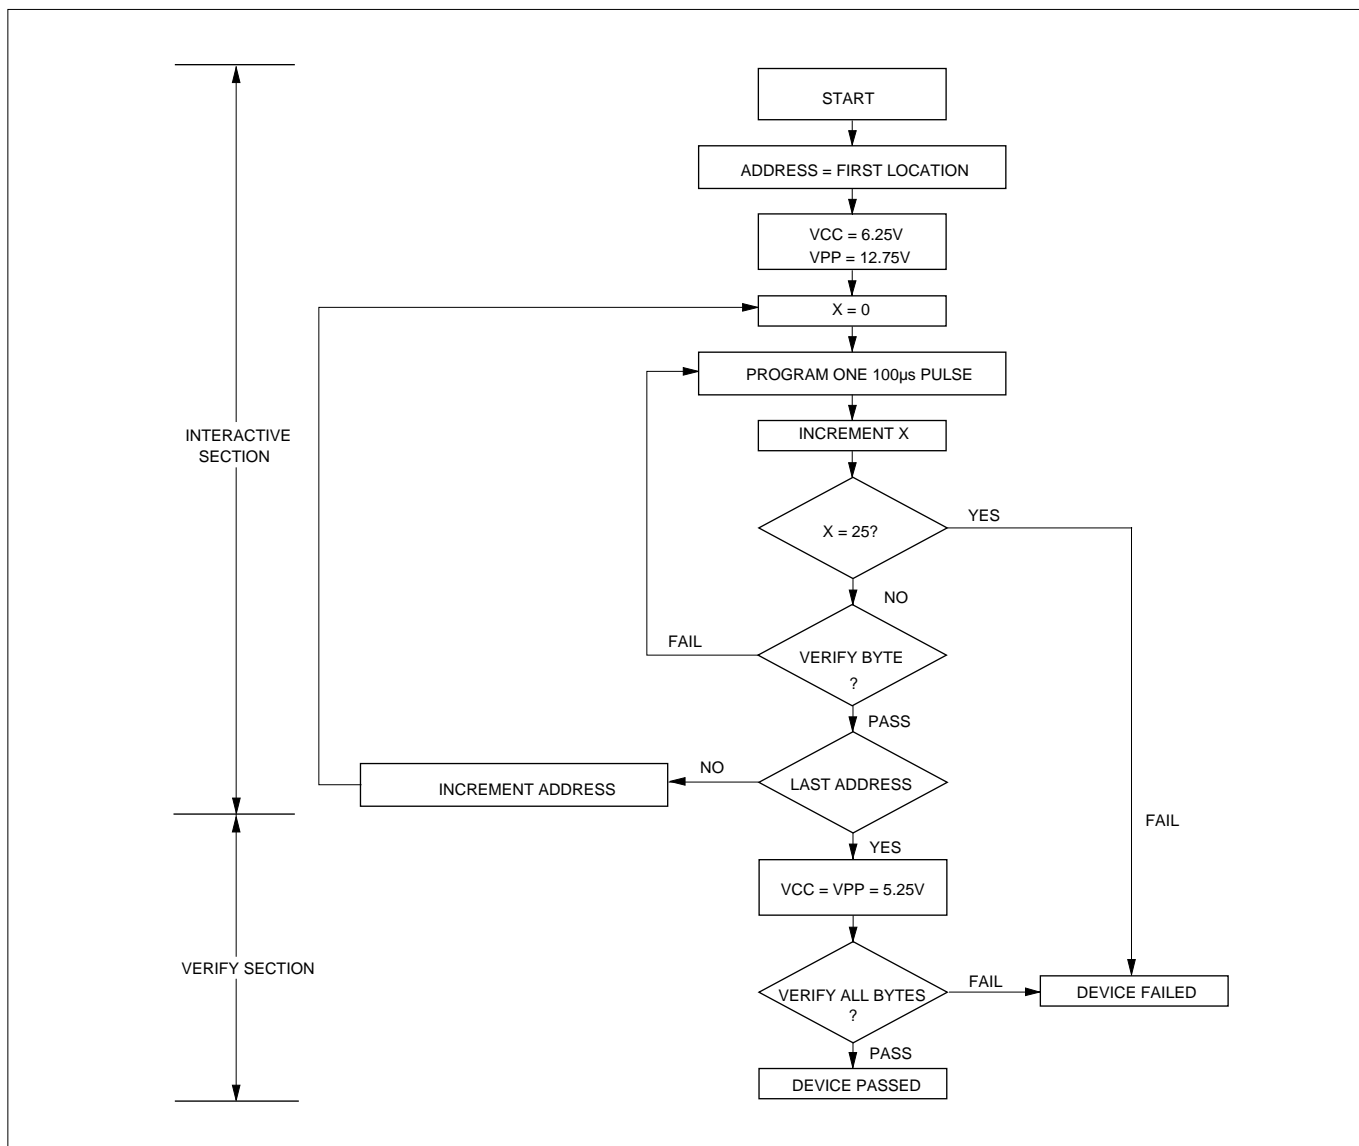 START
ADDRESS = FIRST LOCATION
VCC = 6.25V
VPP = 12.75V
X = 0
PROGRAM ONE 100µs PULSE
INCREMENT X
INTERACTIVE
SECTION
X = 25?
YES
NO
FAIL
VERIFY BYTE
?
PASS
NO
LAST ADDRESS
INCREMENT ADDRESS
FAIL
YES
VCC = VPP = 5.25V
VERIFY SECTION
VERIFY ALL BYTES
?
FAIL
DEVICE FAILED
PASS
DEVICE PASSED